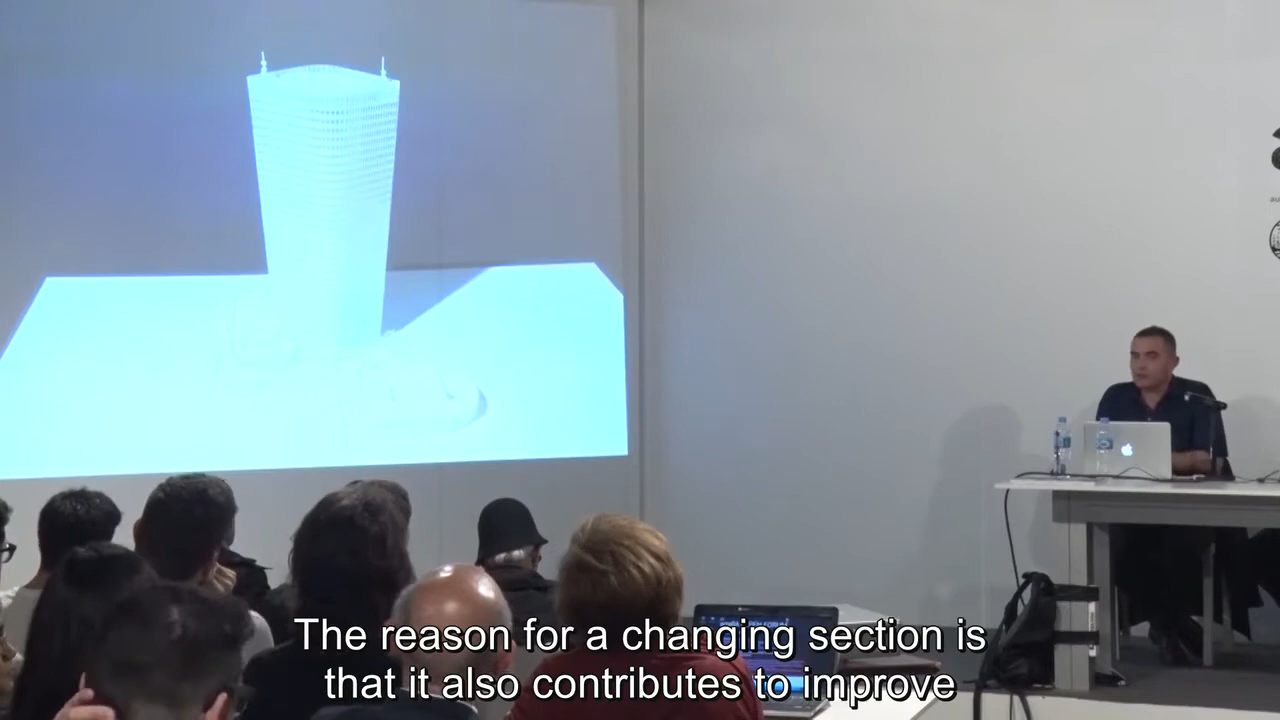 The reason for a changing section is
that it also contributes to improve